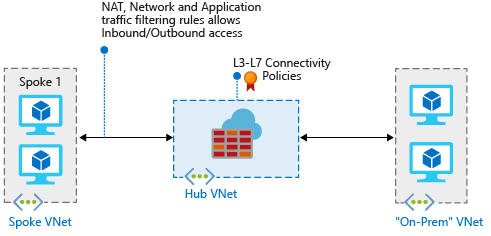 NAT, Network and Application
traffic filtering rules allows
Inbound/Outbound access
L3-L7 Connectivity
Policies
Spoke 1
Hub VNet
Spoke VNet
"On-Prem" VNet